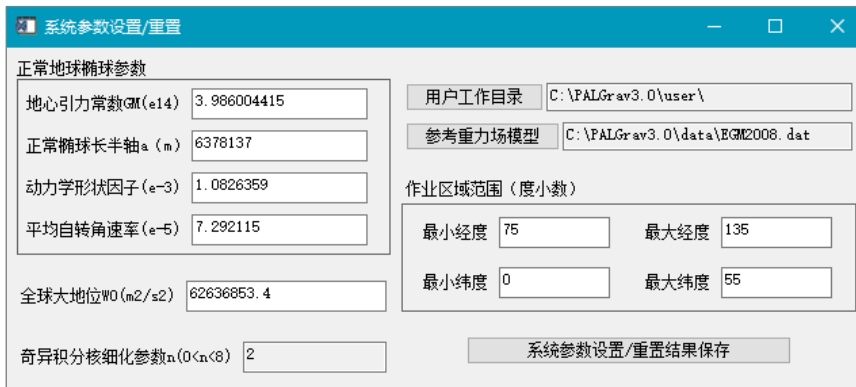 系统参数设置/重置
正常地球椭球参数
地心引力常数GM(e14) 3.986004415
正常椭球长半轴a (m) 6378137
动力学形状因子(e-3) 1.0826359
平均自转角速率(e-5) 7.292115
全球大地位W0(m2/s2) 62636853.4
奇异积分核细化参数n(0<n<8) 2
用户工作目录 C:\PALGrav3.0\user\
参考重力场模型 C:\PALGrav3.0\data\EGM2008.dat
作业区域范围（度小数）
最小经度 75 最大经度 135
最小纬度 0 最大纬度 55
系统参数设置/重置结果保存